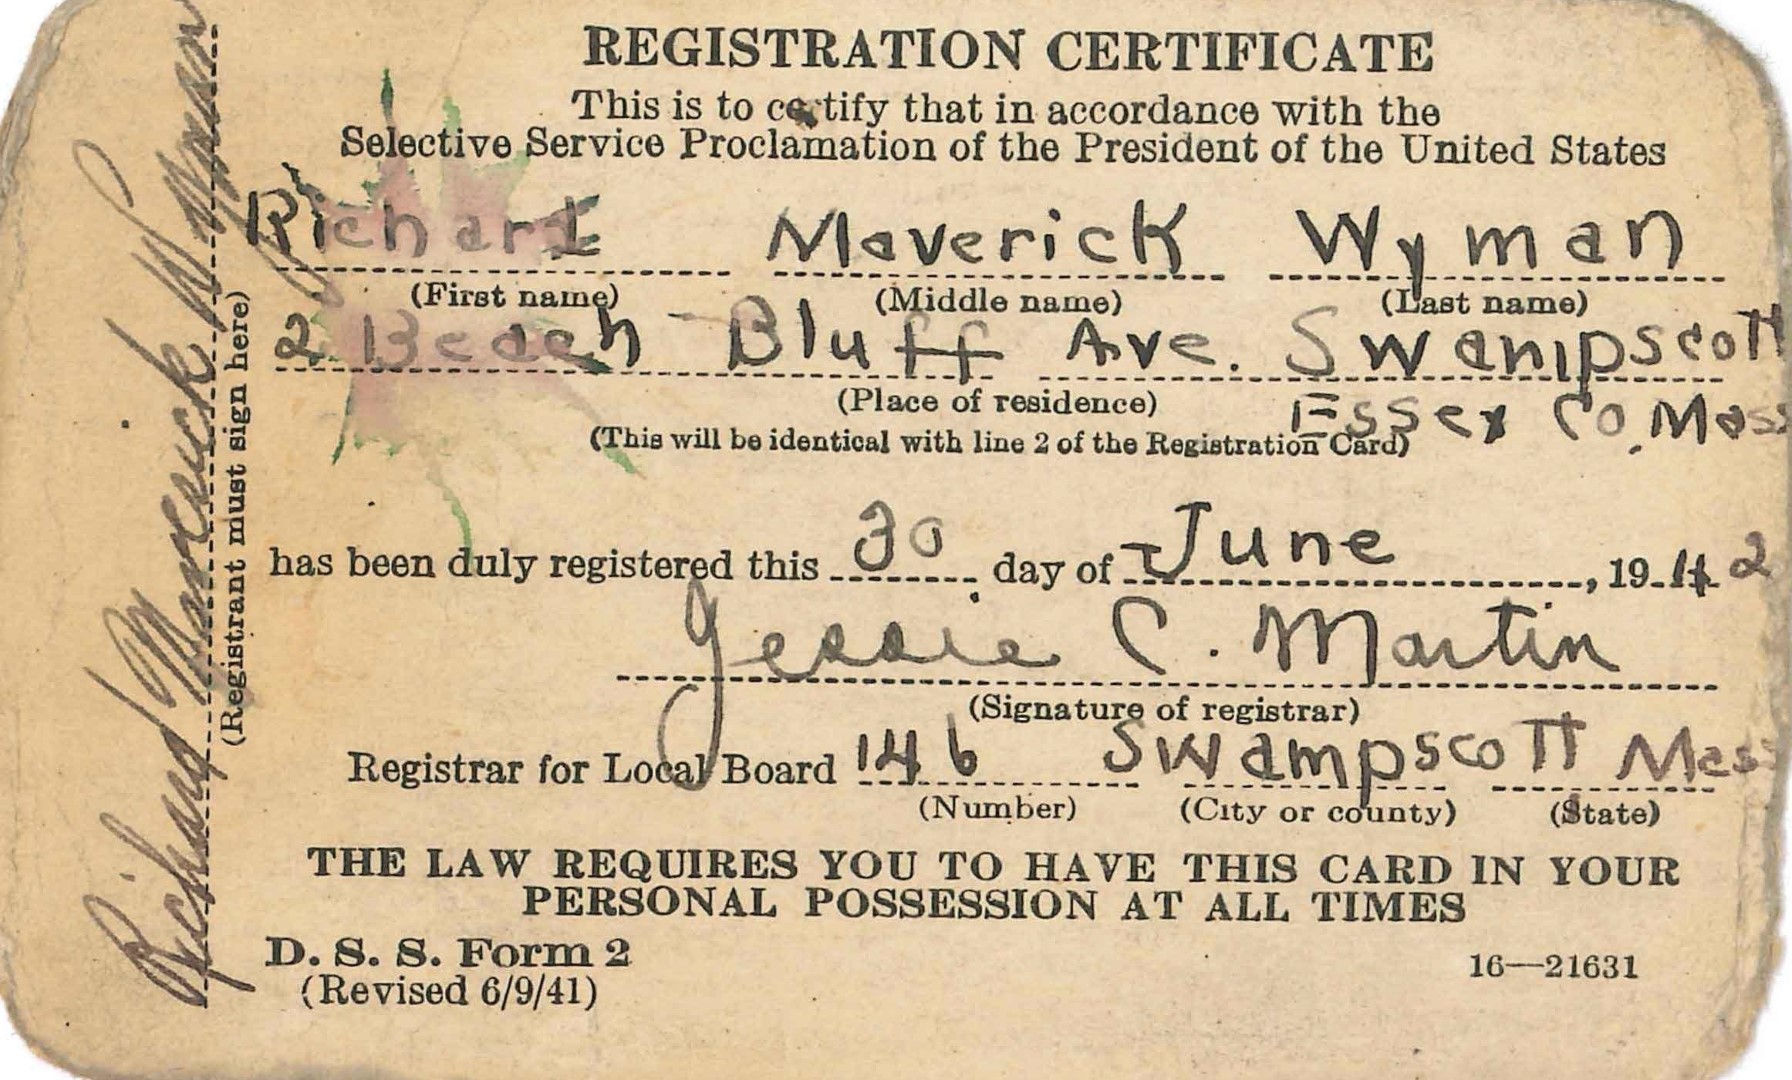 REGISTRATION CERTIFICATE
This is to certify that in accordance with the
Selective Service Proclamation of the President of the United States
Richard Maverick Wyman
(First name) (Middle name) (Last name)
2 Beach Bluff Ave. Swampscott
(Place of residence) Essex Co. Mass
(This will be identical with line 2 of the Registration Card)
has been duly registered this 30 day of June, 1942
Jessie C. Martin
(Signature of registrar)
Registrar for Local Board 146 Swampscott Mass
(Number) (City or county) (State)
THE LAW REQUIRES YOU TO HAVE THIS CARD IN YOUR
PERSONAL POSSESSION AT ALL TIMES
D. S. S. Form 2
(Revised 6/9/41)
16—21631
Richard Maverick Wyman
(Registrant must sign here)